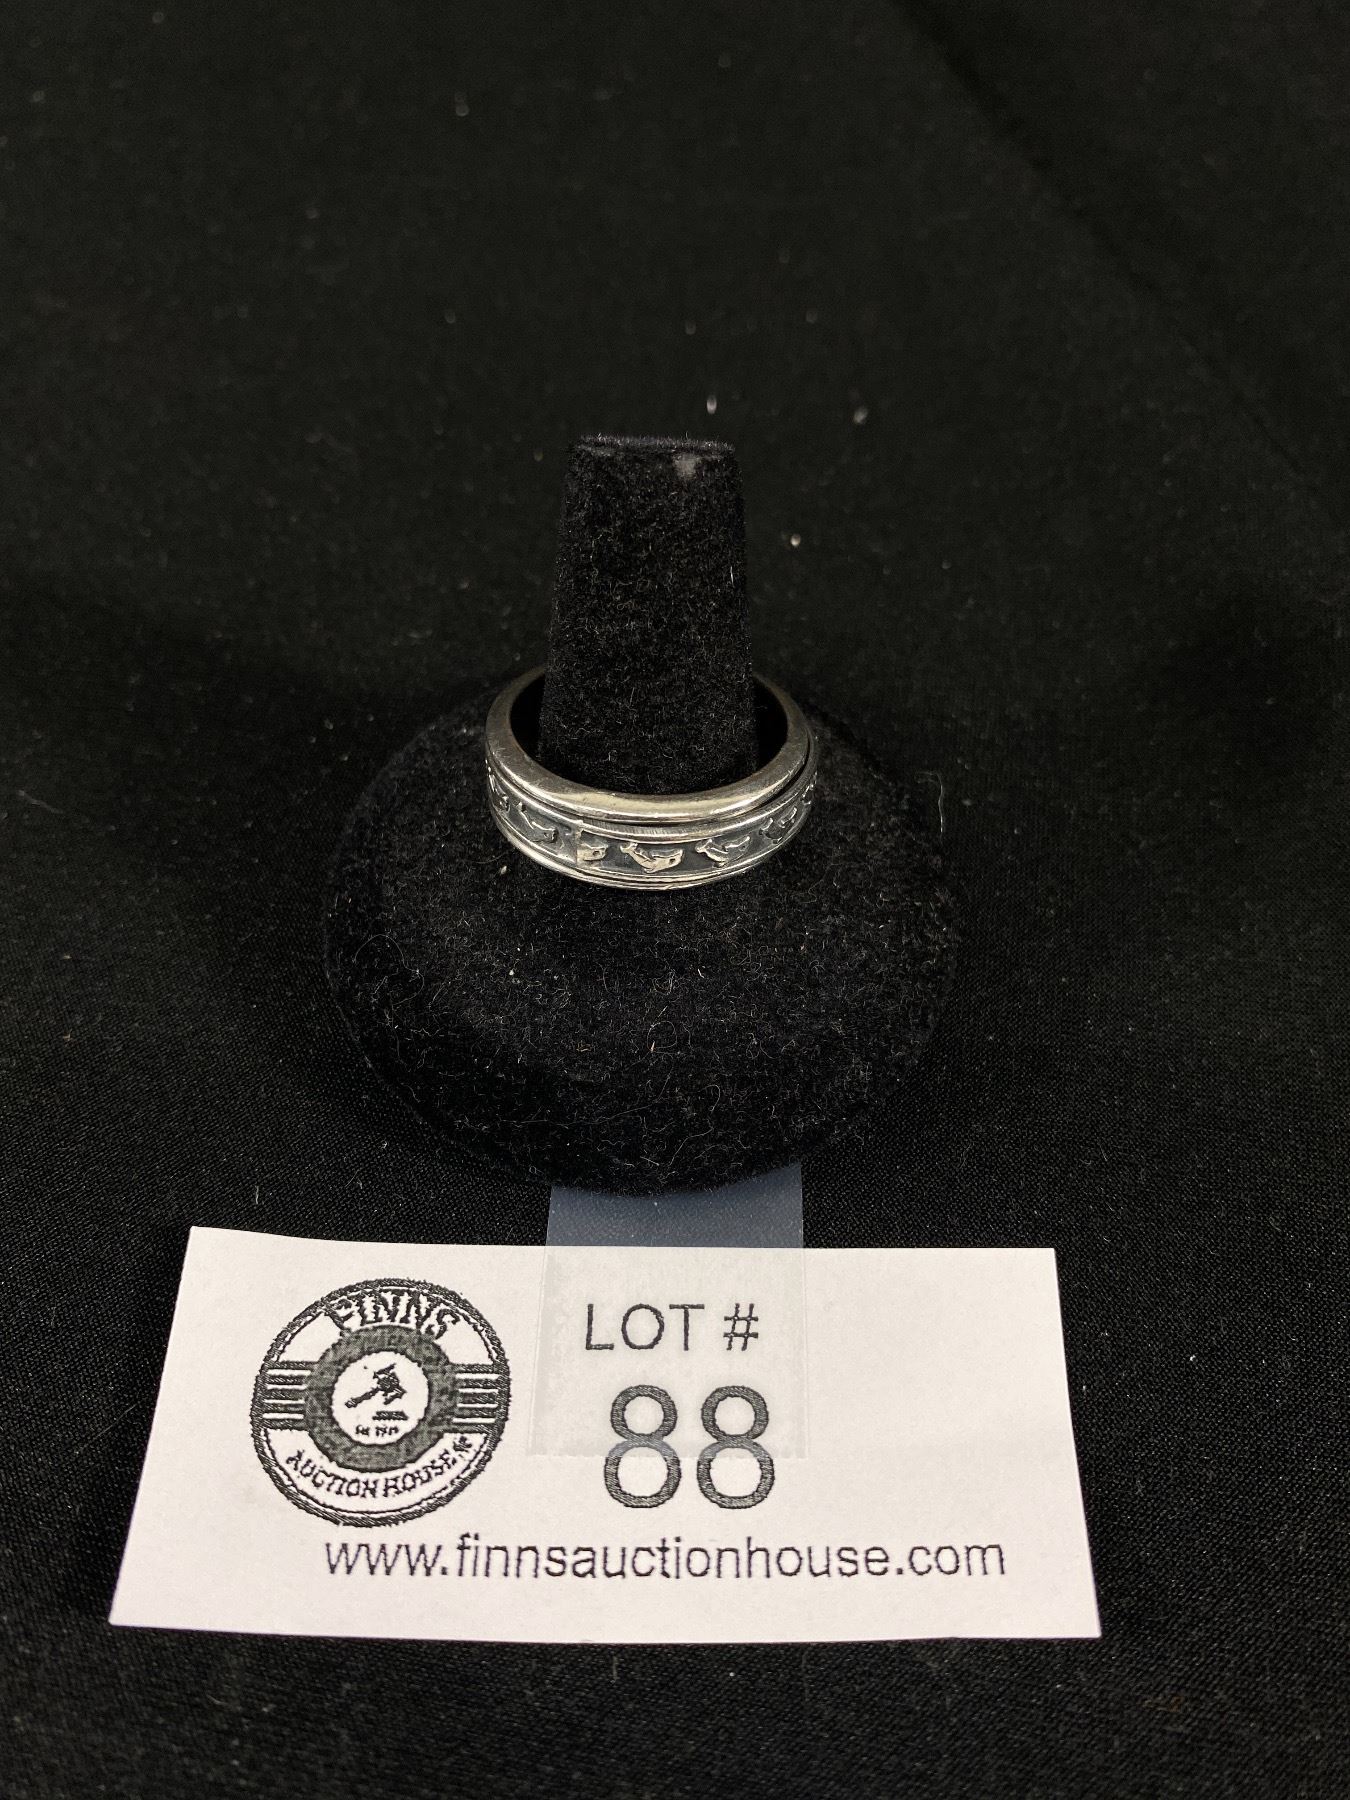 FINNS
AUCTION HOUSE
LOT #
88
www.finnsauctionhouse.com